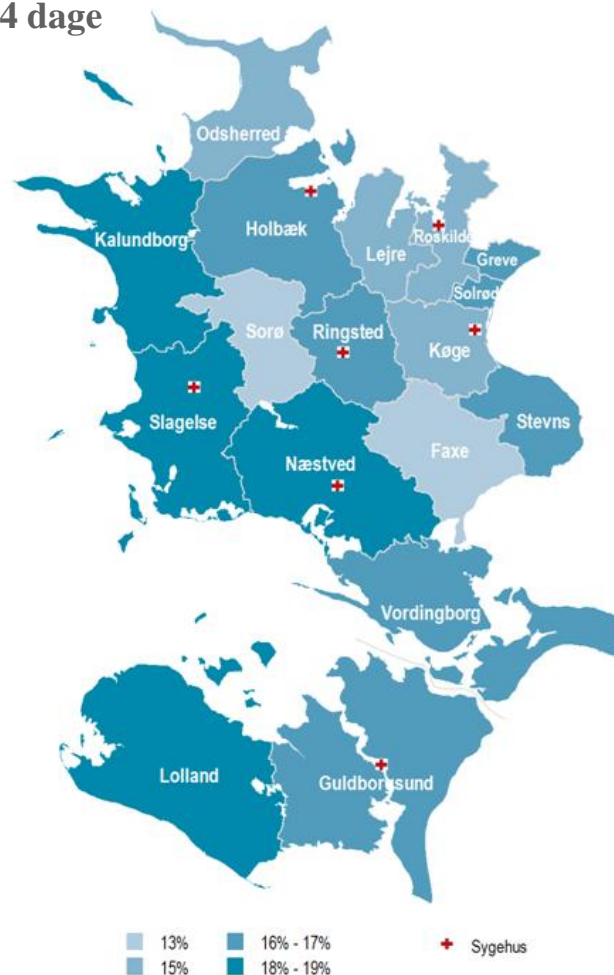 4 dage
Odsherred
Kalundborg
Holbæk
Lejre
Roskilde
Greve
Solrød
Sorø
Ringsted
Køge
Slagelse
Stevns
Næstved
Faxe
Vordingborg
Lolland
Guldborgsund
13%
16% - 17%
Sygehus
15%
18% - 19%